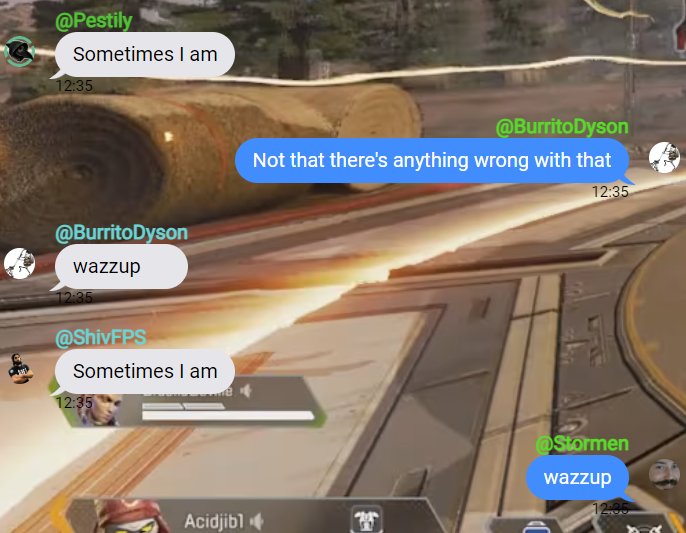 @Pestily
Sometimes I am
12:35
@BurritoDyson
Not that there's anything wrong with that
12:35
@BurritoDyson
wazzup
12:35
@ShivFPS
Sometimes I am
12:35
@Stormen
wazzup
12:35
Acidjib1